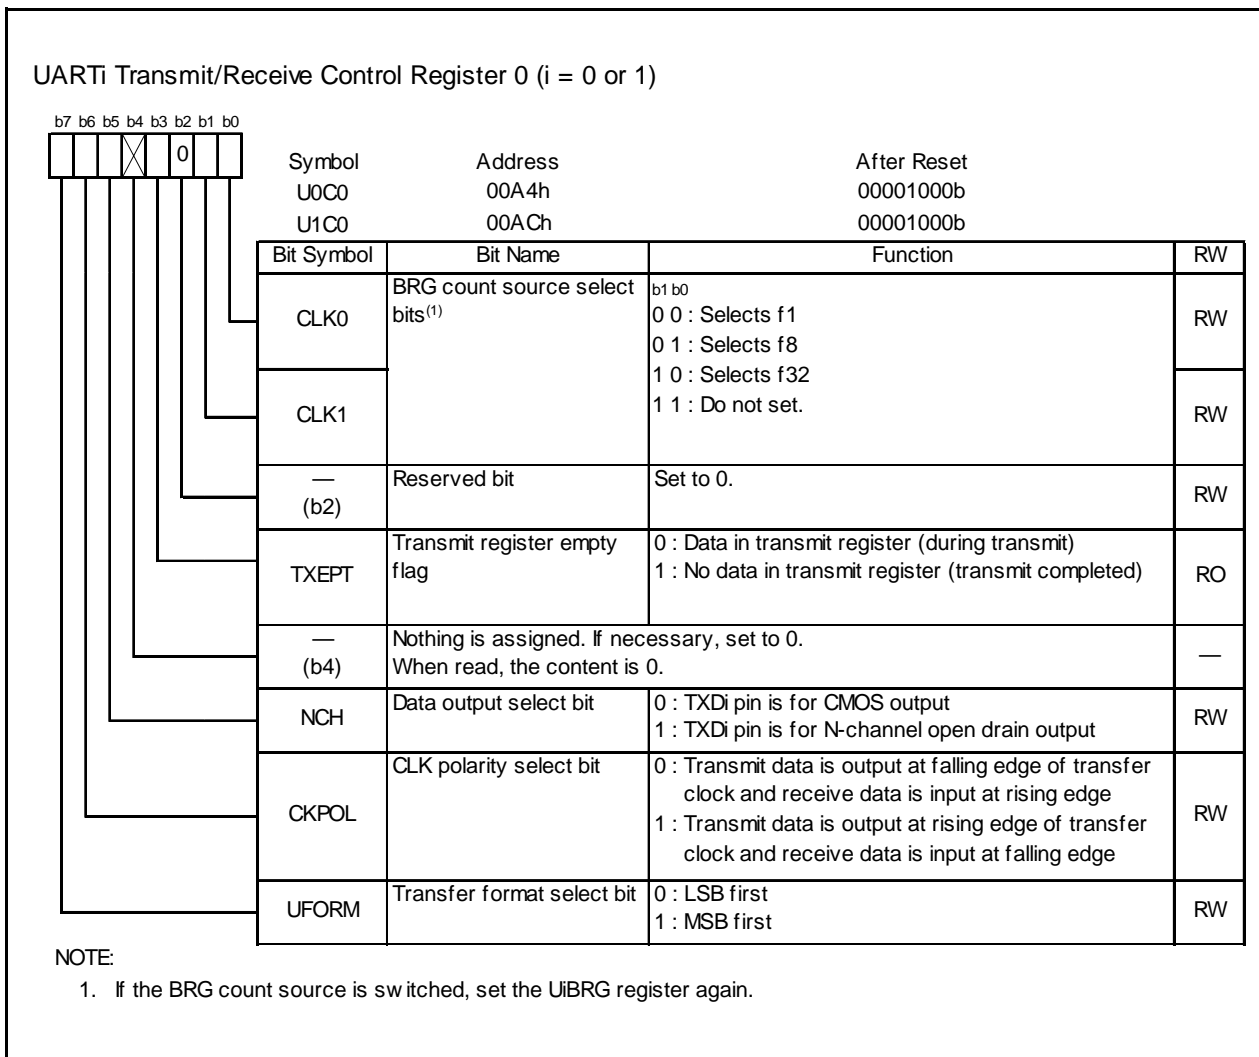 UARTi Transmit/Receive Control Register 0 (i = 0 or 1)
b7 b6 b5 b4 b3 b2 b1 b0
0
Symbol Address After Reset
U0C0 00A4h 00001000b
U1C0 00ACh 00001000b
Bit Symbol Bit Name Function RW
CLK0 BRG count source select bits(1) RW
b1 b0
0 0 : Selects f1
0 1 : Selects f8
1 0 : Selects f32
1 1 : Do not set.
CLK1 RW
— Reserved bit Set to 0. RW
(b2)
TXEPT Transmit register empty flag RO
0 : Data in transmit register (during transmit)
1 : No data in transmit register (transmit completed)
— Nothing is assigned. If necessary, set to 0. —
(b4) When read, the content is 0.
NCH Data output select bit RW
0 : TXDi pin is for CMOS output
1 : TXDi pin is for N-channel open drain output
CKPOL CLK polarity select bit RW
0 : Transmit data is output at falling edge of transfer
clock and receive data is input at rising edge
1 : Transmit data is output at rising edge of transfer
clock and receive data is input at falling edge
UFORM Transfer format select bit RW
0 : LSB first
1 : MSB first
NOTE:
1. If the BRG count source is switched, set the UiBRG register again.